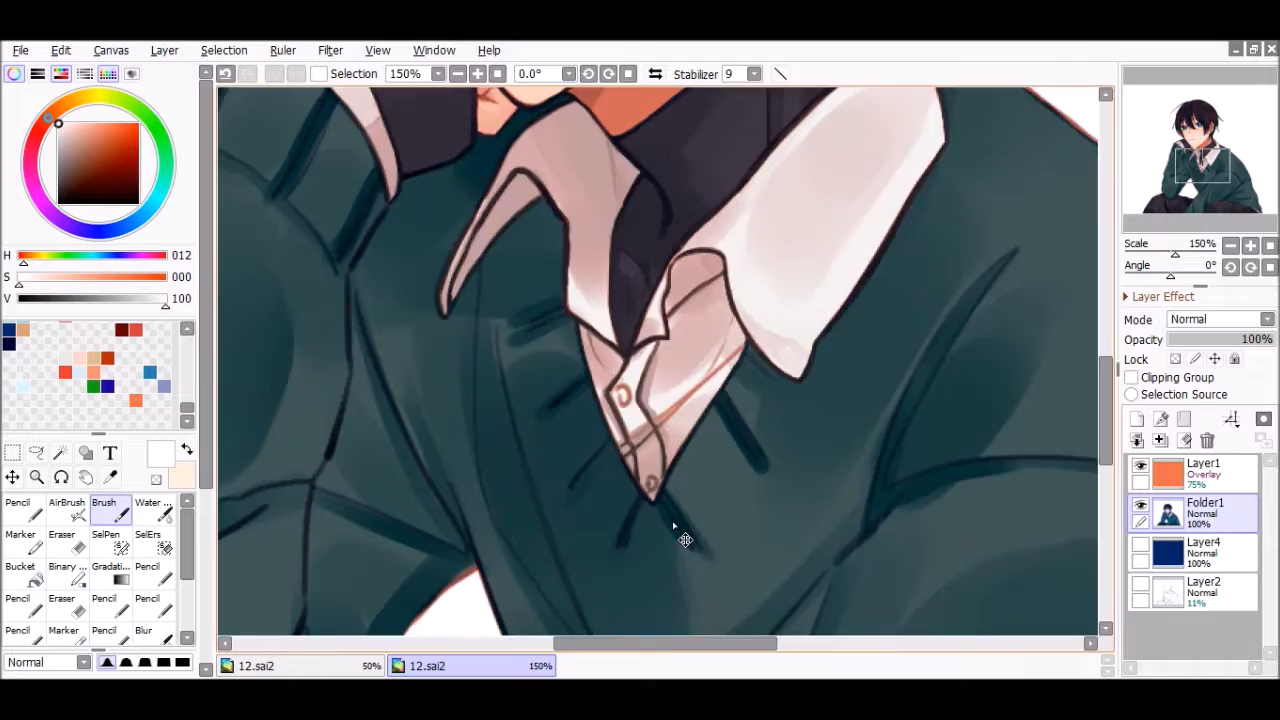 File Edit Canvas Layer Selection Ruler Filter View Window Help
Selection 150% 0.0° Stabilizer 9
H 012
S 000
V 100
T
Pencil AirBrush Brush Water ..
Marker Eraser SelPen SelErs
Bucket Binary .. Gradati.. Pencil
Pencil Eraser Pencil Pencil
Pencil Marker Pencil Blur
Normal
12.sai2 50% 12.sai2 150%
Scale 150%
Angle 0°
Layer Effect
Mode Normal
Opacity 100%
Lock
Clipping Group
Selection Source
Layer1
Overlay
75%
Folder1
Normal
100%
Layer4
Normal
100%
Layer2
Normal
11%